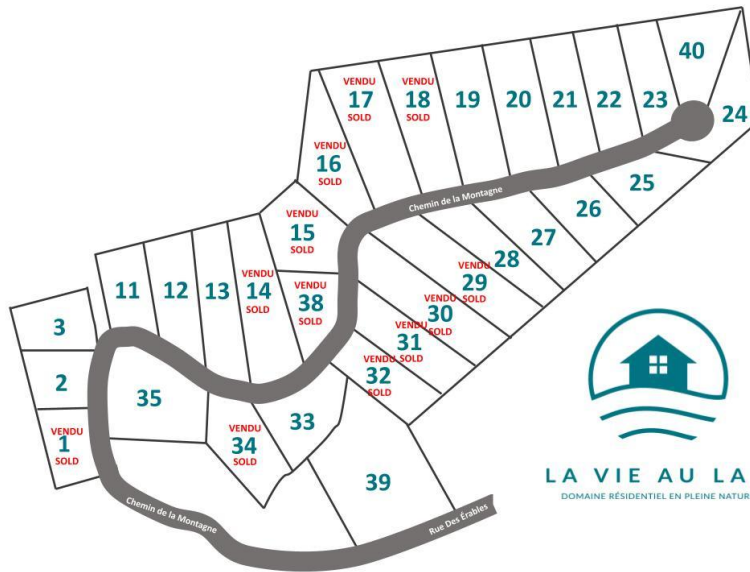 40
VENDU
17
SOLD
VENDU
18
SOLD
19
20
21
22
23
24
VENDU
16
SOLD
25
Chemin de la Montagne
26
VENDU
15
SOLD
27
28
VENDU
29
SOLD
11
12
13
VENDU
14
SOLD
VENDU
38
SOLD
VENDU
30
SOLD
VENDU
31
SOLD
3
VENDU
32
SOLD
2
35
33
VENDU
1
SOLD
VENDU
34
SOLD
39
Chemin de la Montagne
Rue Des Érables
LA VIE AU LA
DOMAINE RÉSIDENTIEL EN PLEINE NATUR